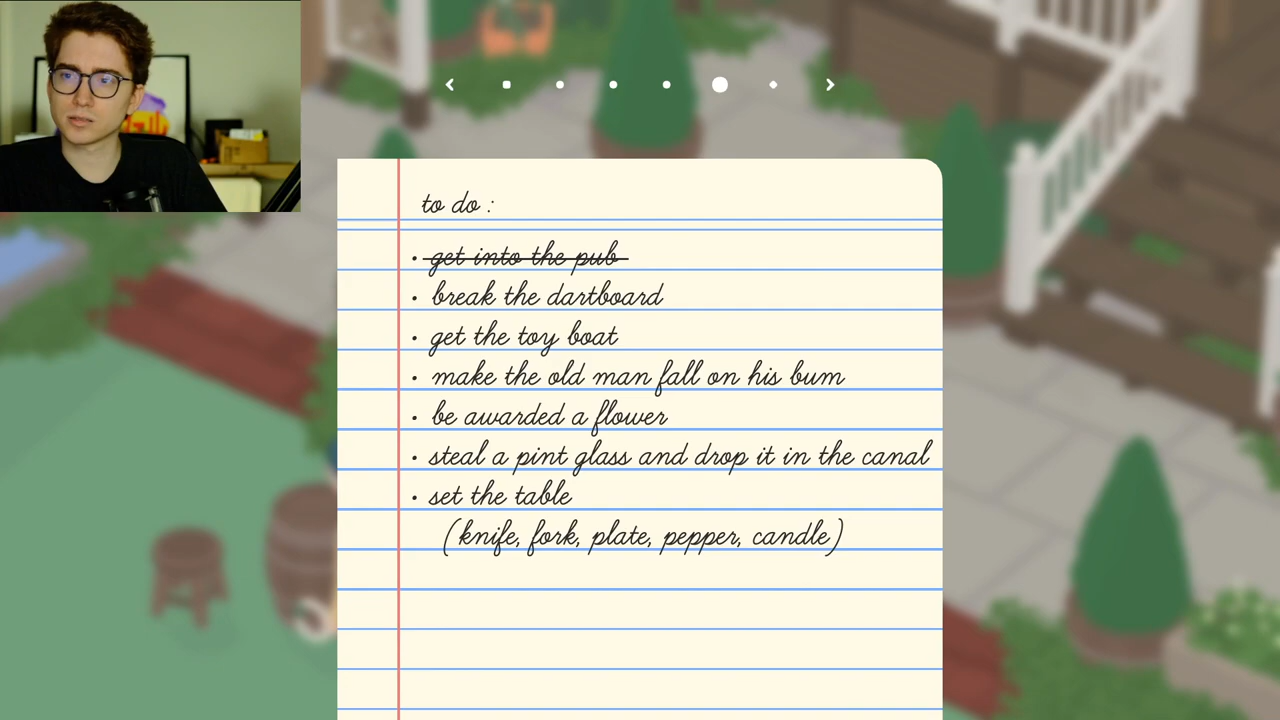 to do :
• get into the pub
• break the dartboard
• get the toy boat
• make the old man fall on his bum
• be awarded a flower
• steal a pint glass and drop it in the canal
• set the table
(knife, fork, plate, pepper, candle)